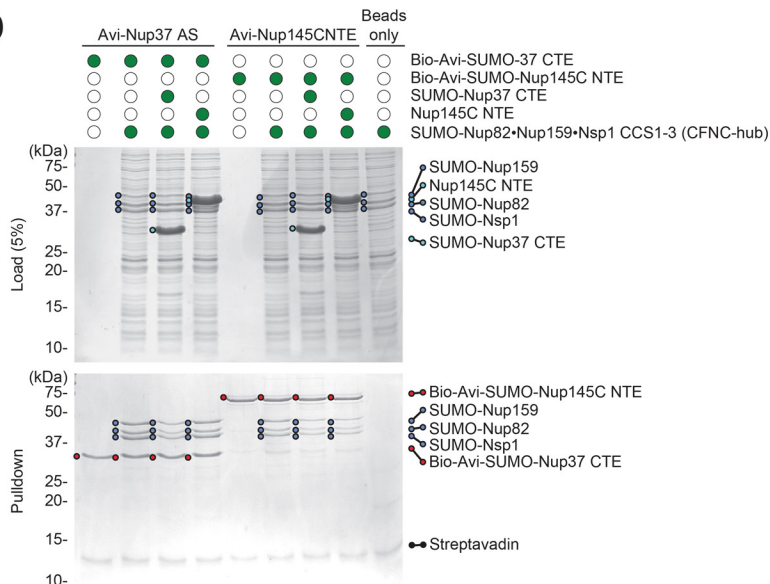 )
Avi-Nup37 AS
Avi-Nup145CNTE
Beads
only
Bio-Avi-SUMO-37 CTE
Bio-Avi-SUMO-Nup145C NTE
SUMO-Nup37 CTE
Nup145C NTE
SUMO-Nup82•Nup159•Nsp1 CCS1-3 (CFNC-hub)
(kDa)
75-
50-
37-
25-
20-
15-
10-
Load (5%)
SUMO-Nup159
Nup145C NTE
SUMO-Nup82
SUMO-Nsp1
SUMO-Nup37 CTE
(kDa)
75-
50-
37-
25-
20-
15-
10-
Pulldown
Bio-Avi-SUMO-Nup145C NTE
SUMO-Nup159
SUMO-Nup82
SUMO-Nsp1
Bio-Avi-SUMO-Nup37 CTE
Streptavadin